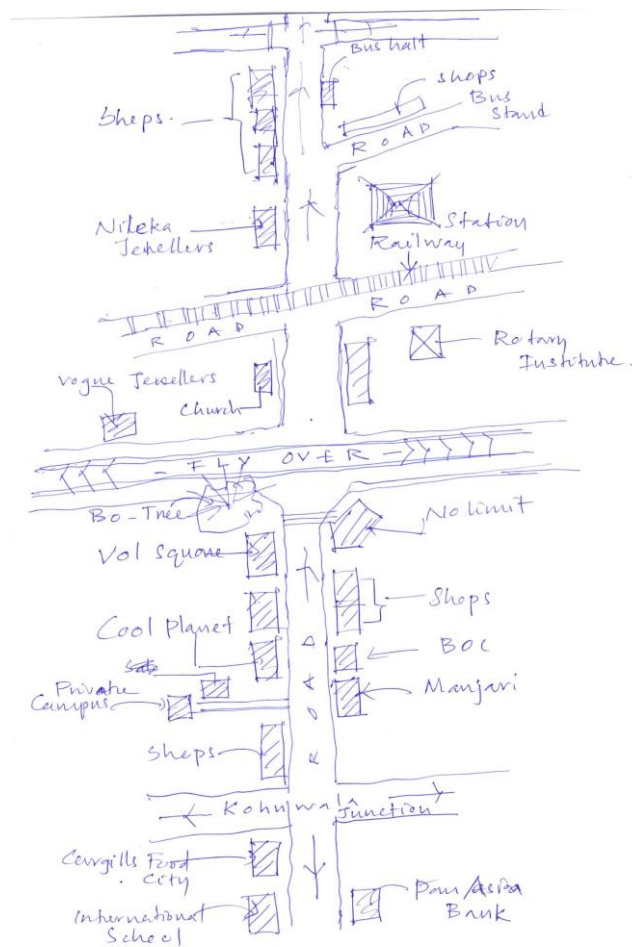 Bus halt
shops
Bus
Stand
Shops
ROAD
Nileka
Jewellers
Station
Railway
ROAD
ROAD
Rotary
Institute
Vogue Jewellers
Church
FLY OVER
Bo-Tree
No limit
Vol Square
Shops
Cool Planet
BOC
Private
Campus
Manjari
ROAD
Shops
Kohuwala Junction
Cargills Food
City
International
School
Pan Asia
Bank